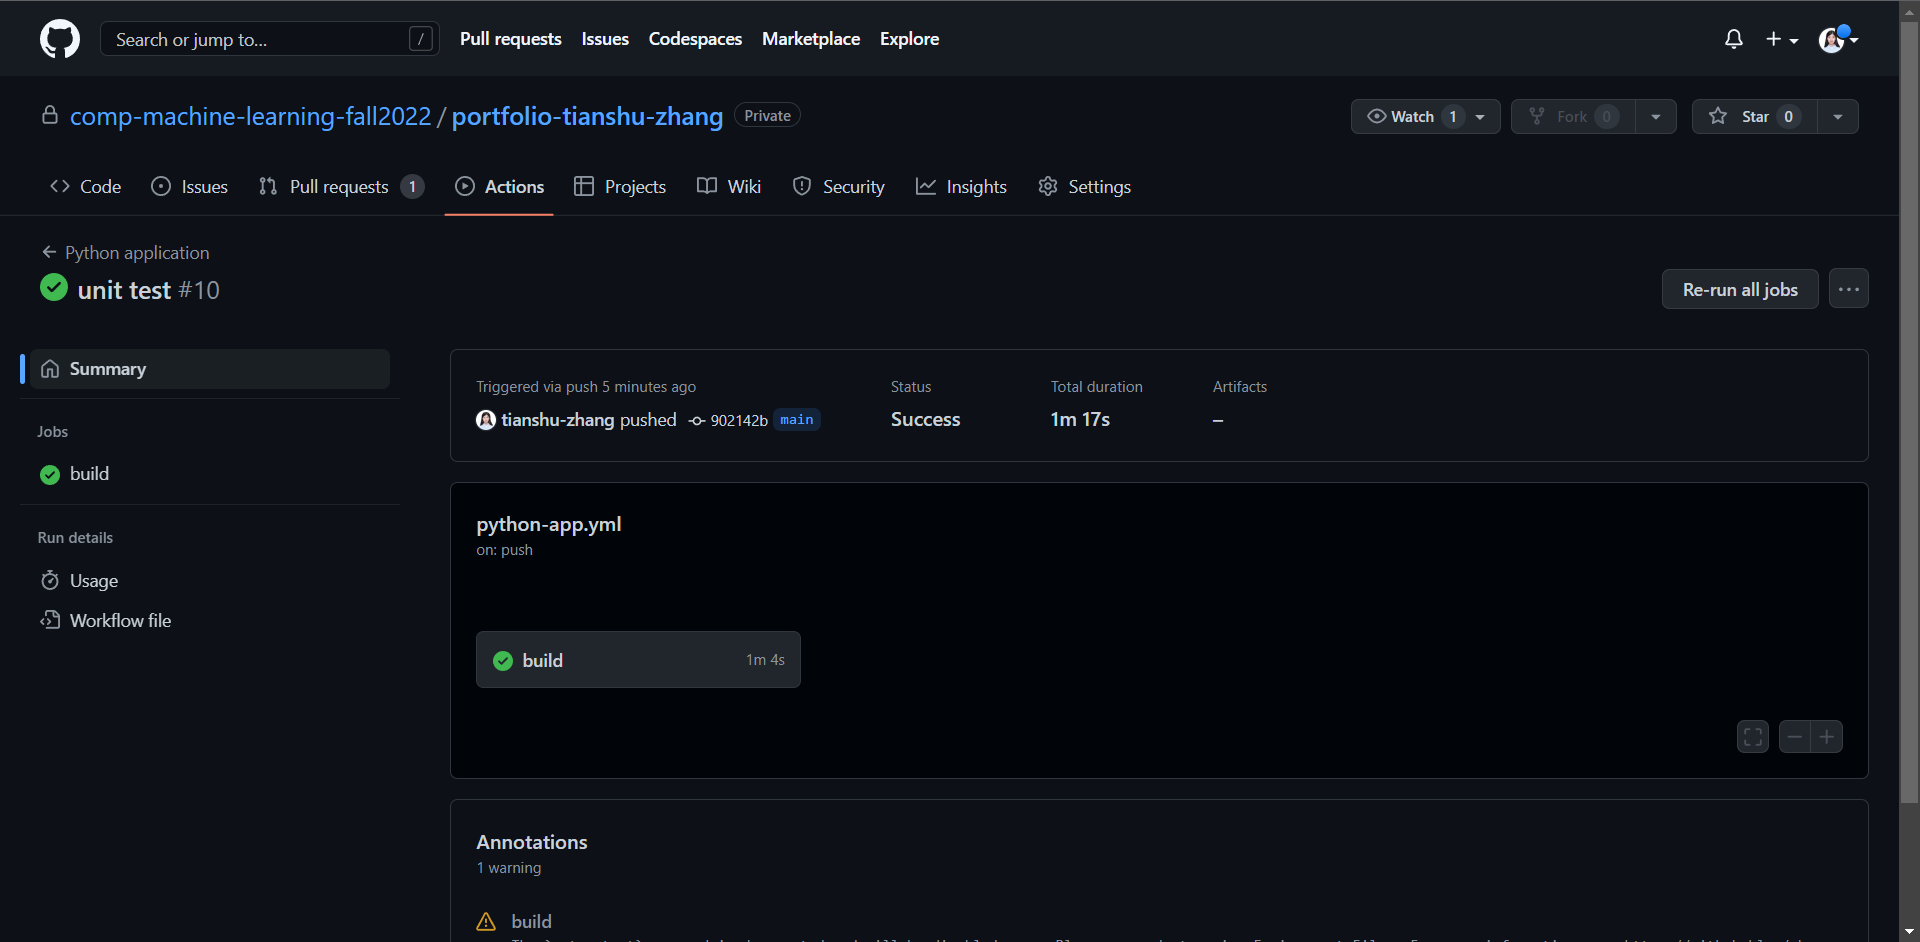 Search or jump to... /
Pull requests Issues Codespaces Marketplace Explore
comp-machine-learning-fall2022 / portfolio-tianshu-zhang Private
Watch 1 Fork 0 Star 0
Code Issues Pull requests 1 Actions Projects Wiki Security Insights Settings
Python application
unit test #10
Re-run all jobs
Summary
Jobs
build
Run details
Usage
Workflow file
Triggered via push 5 minutes ago
tianshu-zhang pushed 902142b main
Status
Success
Total duration
1m 17s
Artifacts
–
python-app.yml
on: push
build 1m 4s
Annotations
1 warning
build